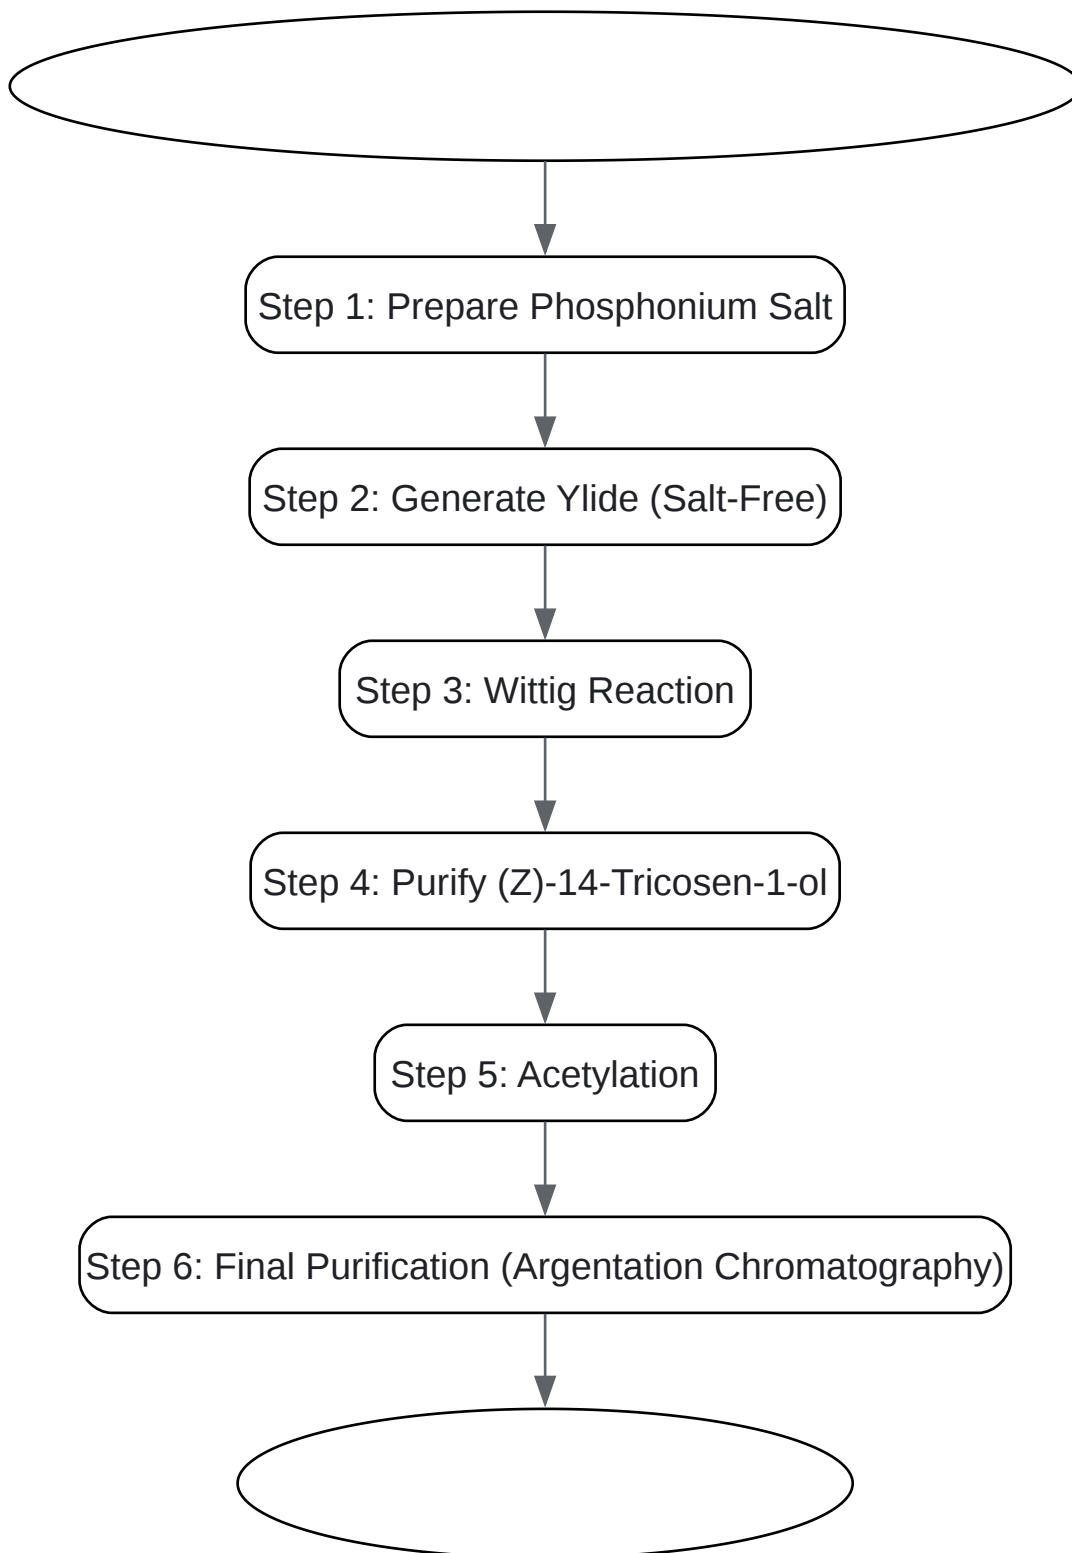 Step 1: Prepare Phosphonium Salt
Step 2: Generate Ylide (Salt-Free)
Step 3: Wittig Reaction
Step 4: Purify (Z)-14-Tricosen-1-ol
Step 5: Acetylation
Step 6: Final Purification (Argentation Chromatography)